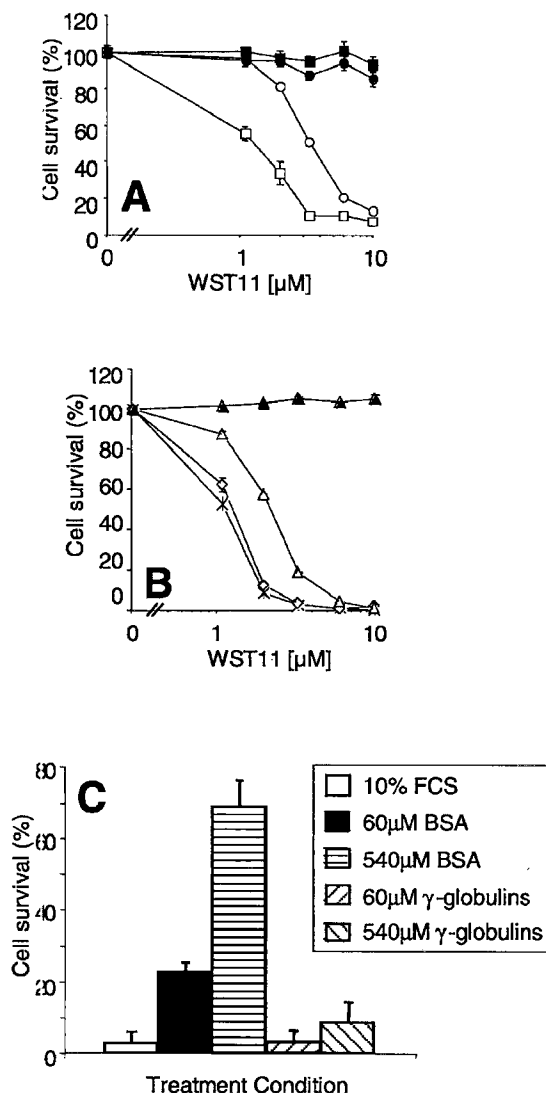 120
100
80
60
40
20
0
Cell survival (%)
A
0
1
10
WST11 [µM]
120
100
80
60
40
20
0
Cell survival (%)
B
0
1
10
WST11 [µM]
80
60
40
20
0
Cell survival (%)
C
10% FCS
60µM BSA
540µM BSA
60µM γ-globulins
540µM γ-globulins
Treatment Condition